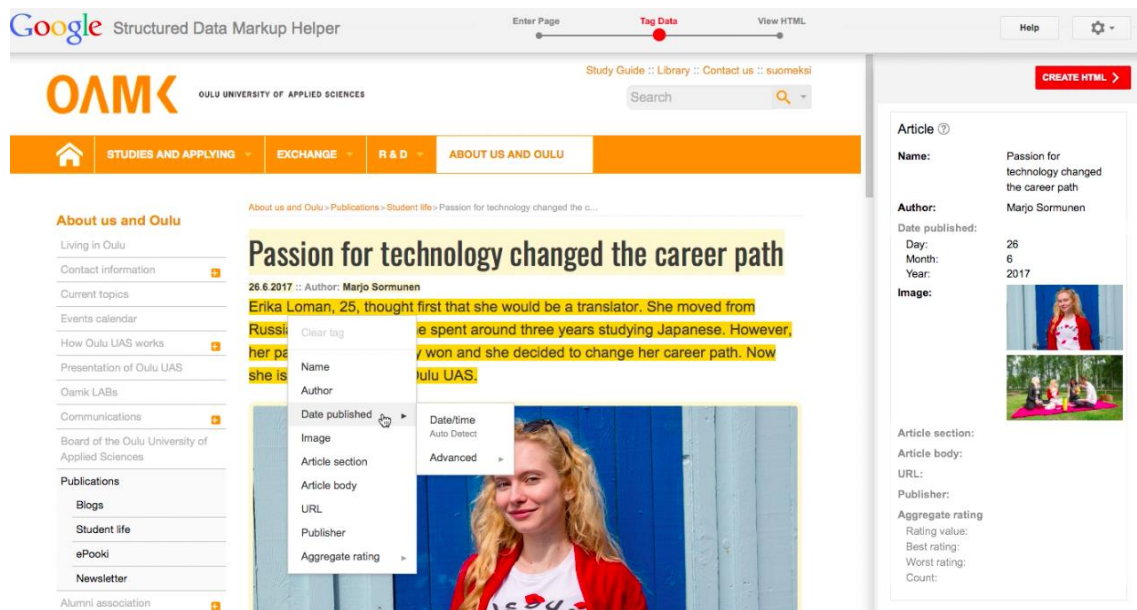 Google Structured Data Markup Helper
Enter Page
Tag Data
View HTML
Help
Study Guide :: Library :: Contact us :: suomeksi
OAMK
OULU UNIVERSITY OF APPLIED SCIENCES
Search
CREATE HTML
STUDIES AND APPLYING
EXCHANGE
R & D
ABOUT US AND OULU
About us and Oulu
Living in Oulu
Contact information
Current topics
Events calendar
How Oulu UAS works
Presentation of Oulu UAS
Oamk LABs
Communications
Board of the Oulu University of
Applied Sciences
Publications
Blogs
Student life
ePooki
Newsletter
Alumni association
About us and Oulu > Publications > Student life > Passion for technology changed the c...
Passion for technology changed the career path
26.6.2017 :: Author: Marjo Sormunen
Erika Loman, 25, thought first that she would be a translator. She moved from
Russi e spent around three years studying Japanese. However,
her pa y won and she decided to change her career path. Now
she is ulu UAS.
Clear tag
Name
Author
Date published
Image
Article section
Article body
URL
Publisher
Aggregate rating
Date/time
Auto Detect
Advanced
Article
Name: Passion for
technology changed
the career path
Author: Marjo Sormunen
Date published:
Day: 26
Month: 6
Year: 2017
Image:
Article section:
Article body:
URL:
Publisher:
Aggregate rating
Rating value:
Best rating:
Worst rating:
Count: